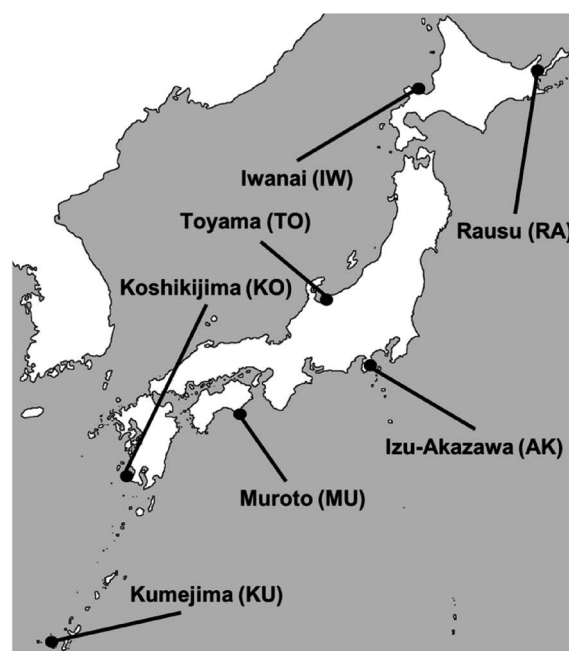 Iwanai (IW)
Toyama (TO)
Rausu (RA)
Koshikijima (KO)
Izu-Akazawa (AK)
Muroto (MU)
Kumejima (KU)